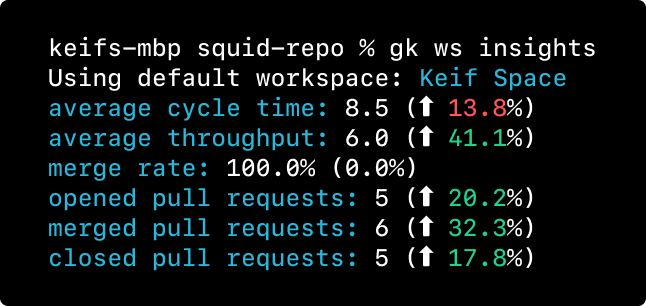 keifs-mbp squid-repo % gk ws insights
Using default workspace: Keif Space
average cycle time: 8.5 (⬆ 13.8%)
average throughput: 6.0 (⬆ 41.1%)
merge rate: 100.0% (0.0%)
opened pull requests: 5 (⬆ 20.2%)
merged pull requests: 6 (⬆ 32.3%)
closed pull requests: 5 (⬆ 17.8%)